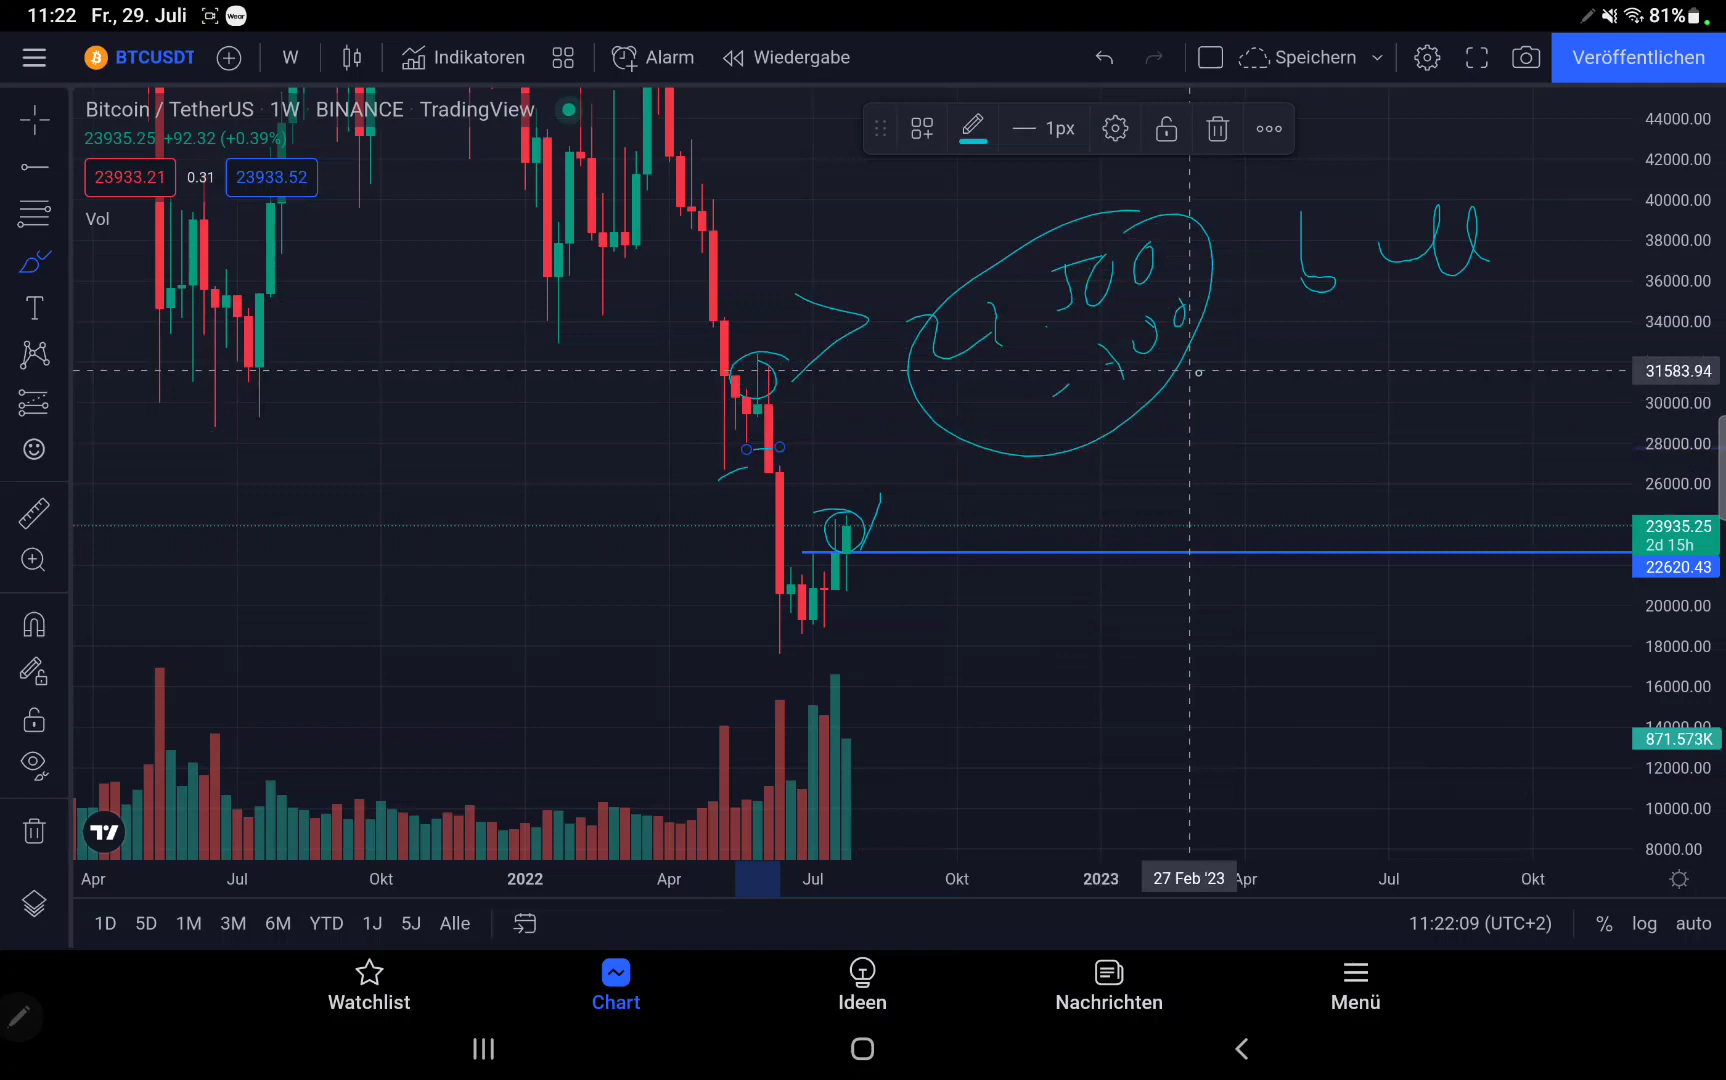 11:22 Fr., 29. Juli Wear 81%
BTCUSDT W Indikatoren Alarm Wiedergabe Speichern Veröffentlichen
Bitcoin / TetherUS · 1W · BINANCE · TradingView
23935.25 +92.32 (+0.39%)
1px
23933.21 0.31 23933.52
Vol
44000.00
42000.00
40000.00
38000.00
36000.00
34000.00
31583.94
30000.00
28000.00
26000.00
23935.25
2d 15h
22620.43
20000.00
18000.00
16000.00
14000.00
871.573K
12000.00
10000.00
8000.00
Apr Jul Okt 2022 Apr Jul Okt 2023 27 Feb '23 Apr Jul Okt
1D 5D 1M 3M 6M YTD 1J 5J Alle 11:22:09 (UTC+2) % log auto
Watchlist Chart Ideen Nachrichten Menü